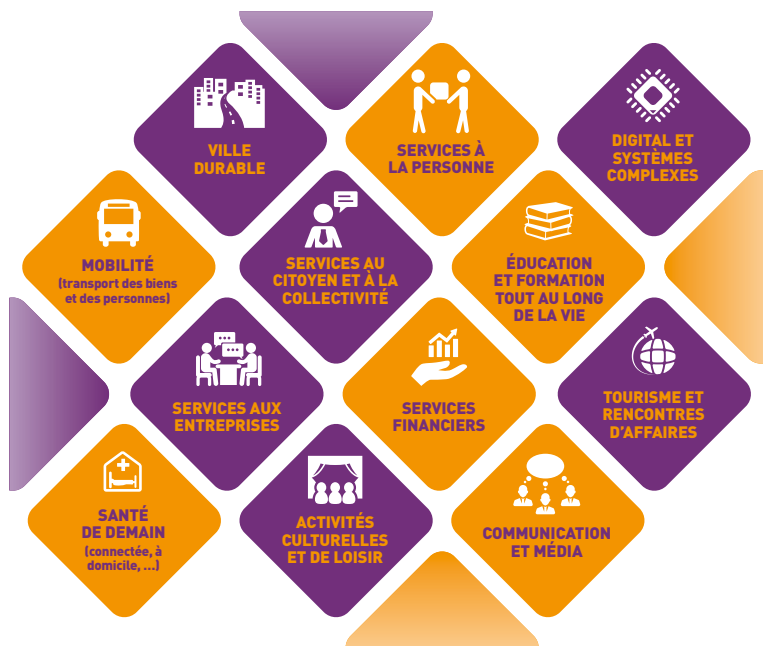 VILLE
DURABLE
SERVICES À
LA PERSONNE
DIGITAL ET
SYSTÈMES
COMPLEXES
MOBILITÉ
(transport des biens
et des personnes)
SERVICES AU
CITOYEN ET À LA
COLLECTIVITÉ
ÉDUCATION
ET FORMATION
TOUT AU LONG
DE LA VIE
SERVICES AUX
ENTREPRISES
SERVICES
FINANCIERS
TOURISME ET
RENCONTRES
D'AFFAIRES
SANTÉ
DE DEMAIN
(connectée, à
domicile, ...)
ACTIVITÉS
CULTURELLES
ET DE LOISIR
COMMUNICATION
ET MÉDIA